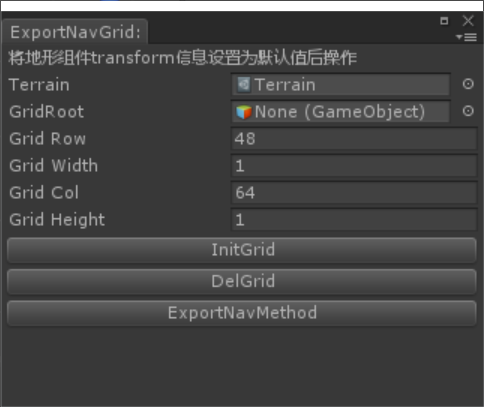 ExportNavGrid:
将地形组件transform信息设置为默认值后操作
Terrain Terrain
GridRoot None (GameObject)
Grid Row 48
Grid Width 1
Grid Col 64
Grid Height 1
InitGrid
DelGrid
ExportNavMethod